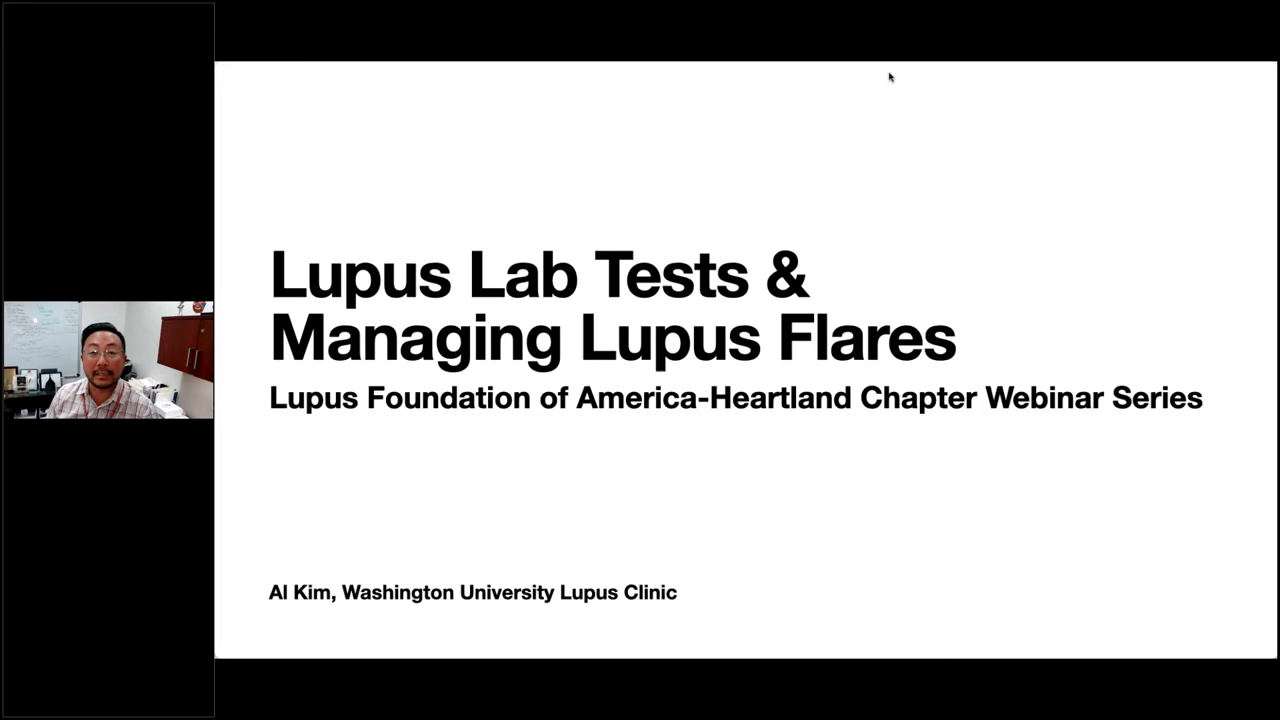 Lupus Lab Tests &
Managing Lupus Flares
Lupus Foundation of America-Heartland Chapter Webinar Series
Al Kim, Washington University Lupus Clinic